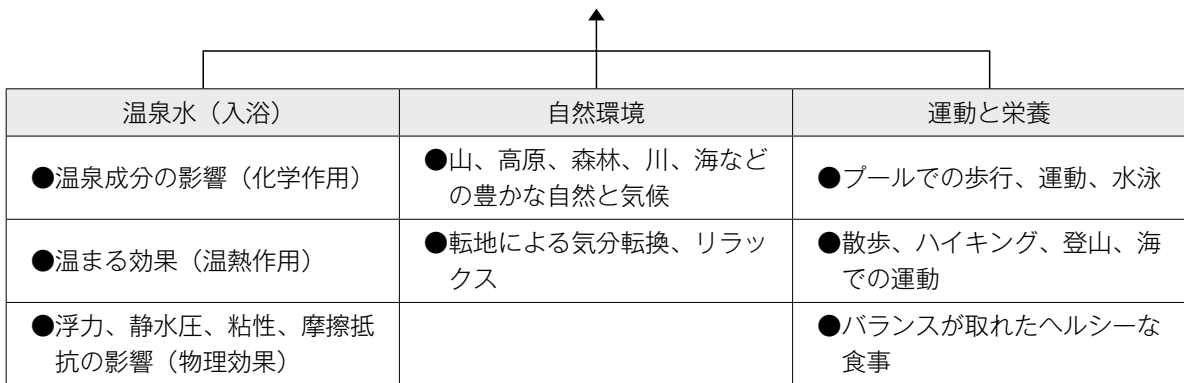 温泉水（入浴）
自然環境
運動と栄養
●温泉成分の影響（化学作用）
●山、高原、森林、川、海など
の豊かな自然と気候
●プールでの歩行、運動、水泳
●温まる効果（温熱作用）
●転地による気分転換、リラッ
クス
●散歩、ハイキング、登山、海
での運動
●浮力、静水圧、粘性、摩擦抵
抗の影響（物理効果）
●バランスが取れたヘルシーな
食事